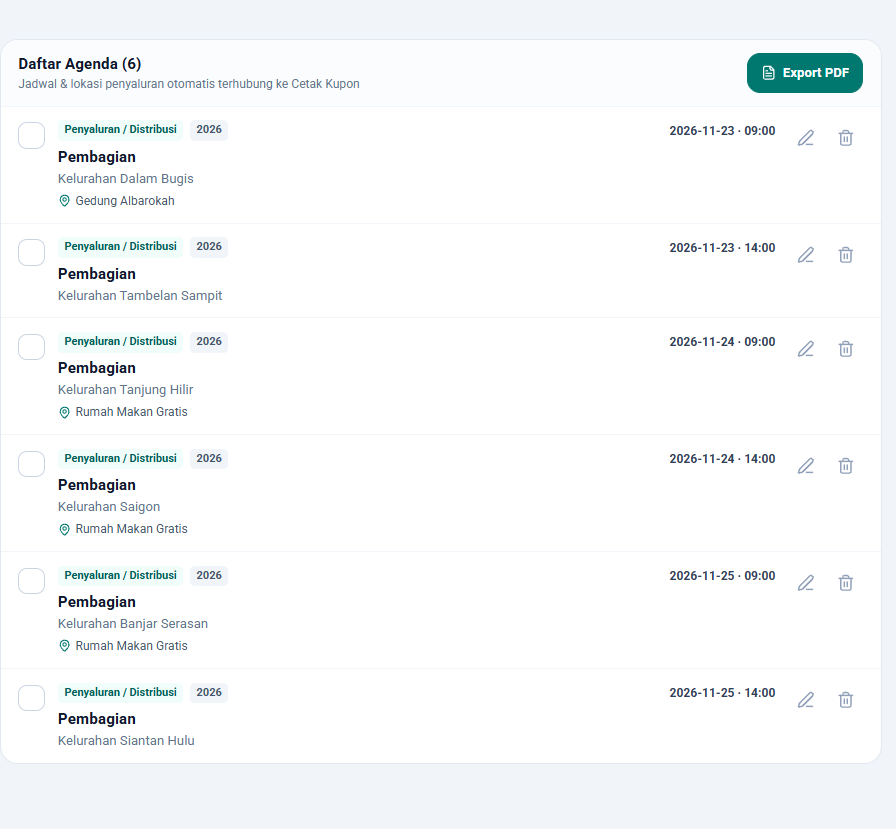 Daftar Agenda (6)
Jadwal & lokasi penyaluran otomatis terhubung ke Cetak Kupon
Export PDF
Penyaluran / Distribusi 2026
2026-11-23 · 09:00
Pembagian
Kelurahan Dalam Bugis
Gedung Albarokah
Penyaluran / Distribusi 2026
2026-11-23 · 14:00
Pembagian
Kelurahan Tambelan Sampit
Penyaluran / Distribusi 2026
2026-11-24 · 09:00
Pembagian
Kelurahan Tanjung Hilir
Rumah Makan Gratis
Penyaluran / Distribusi 2026
2026-11-24 · 14:00
Pembagian
Kelurahan Saigon
Rumah Makan Gratis
Penyaluran / Distribusi 2026
2026-11-25 · 09:00
Pembagian
Kelurahan Banjar Serasan
Rumah Makan Gratis
Penyaluran / Distribusi 2026
2026-11-25 · 14:00
Pembagian
Kelurahan Siantan Hulu